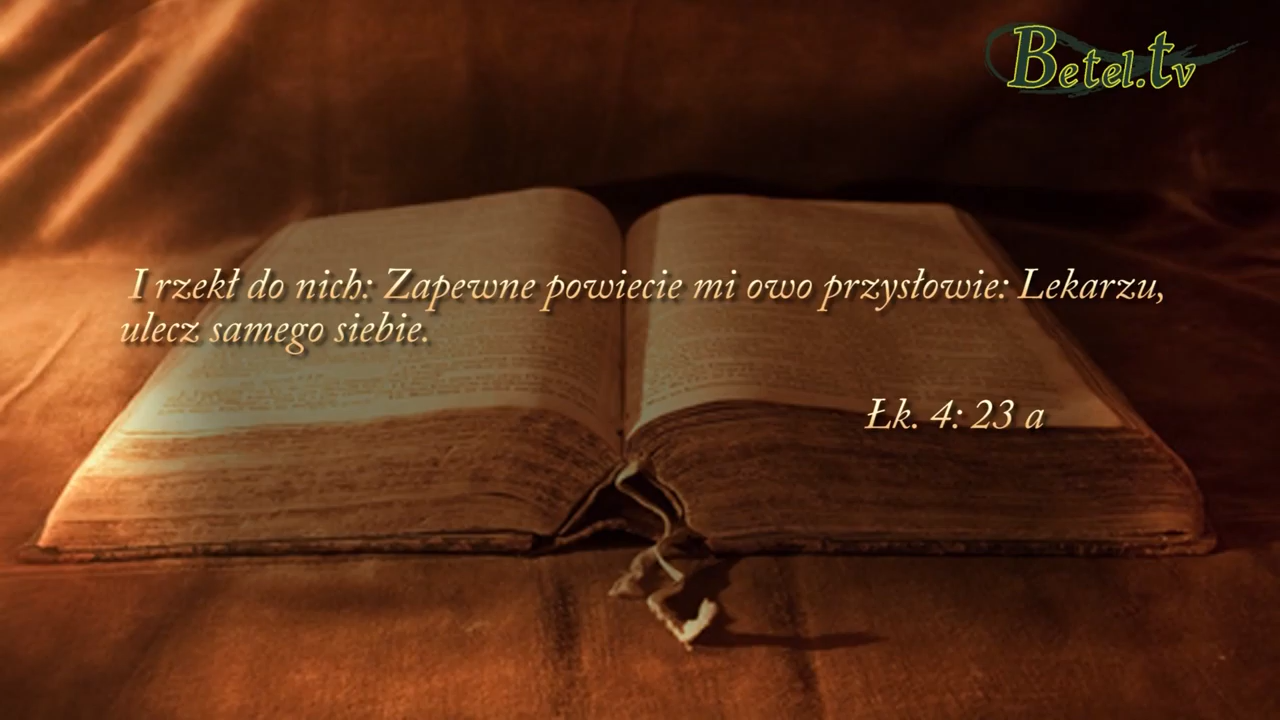 Betel.tv
I rzekł do nich: Zapewne powiecie mi owo przysłowie: Lekarzu,
ulecz samego siebie.
Łk. 4: 23 a